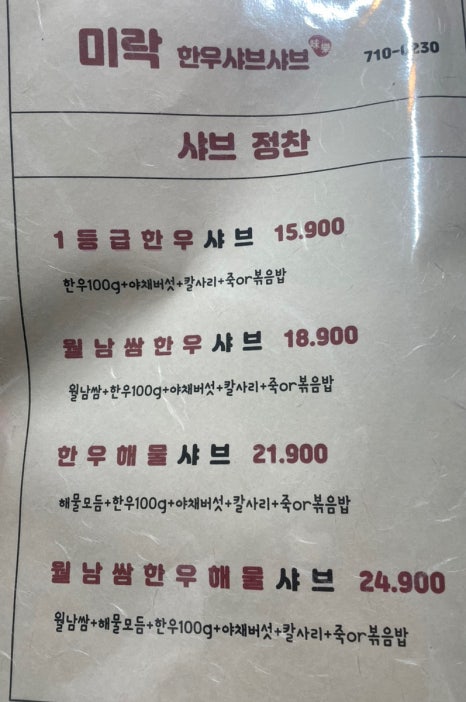 미락 한우샤브샤브 味樂
샤브 정찬
1등급한우샤브 15.900
한우100g+야채버섯+칼사리+죽or볶음밥
월남쌈한우샤브 18.900
월남쌈+한우100g+야채버섯+칼사리+죽or볶음밥
한우해물샤브 21.900
해물모듬+한우100g+야채버섯+칼사리+죽or볶음밥
월남쌈한우해물샤브 24.900
월남쌈+해물모듬+한우100g+야채버섯+칼사리+죽or볶음밥